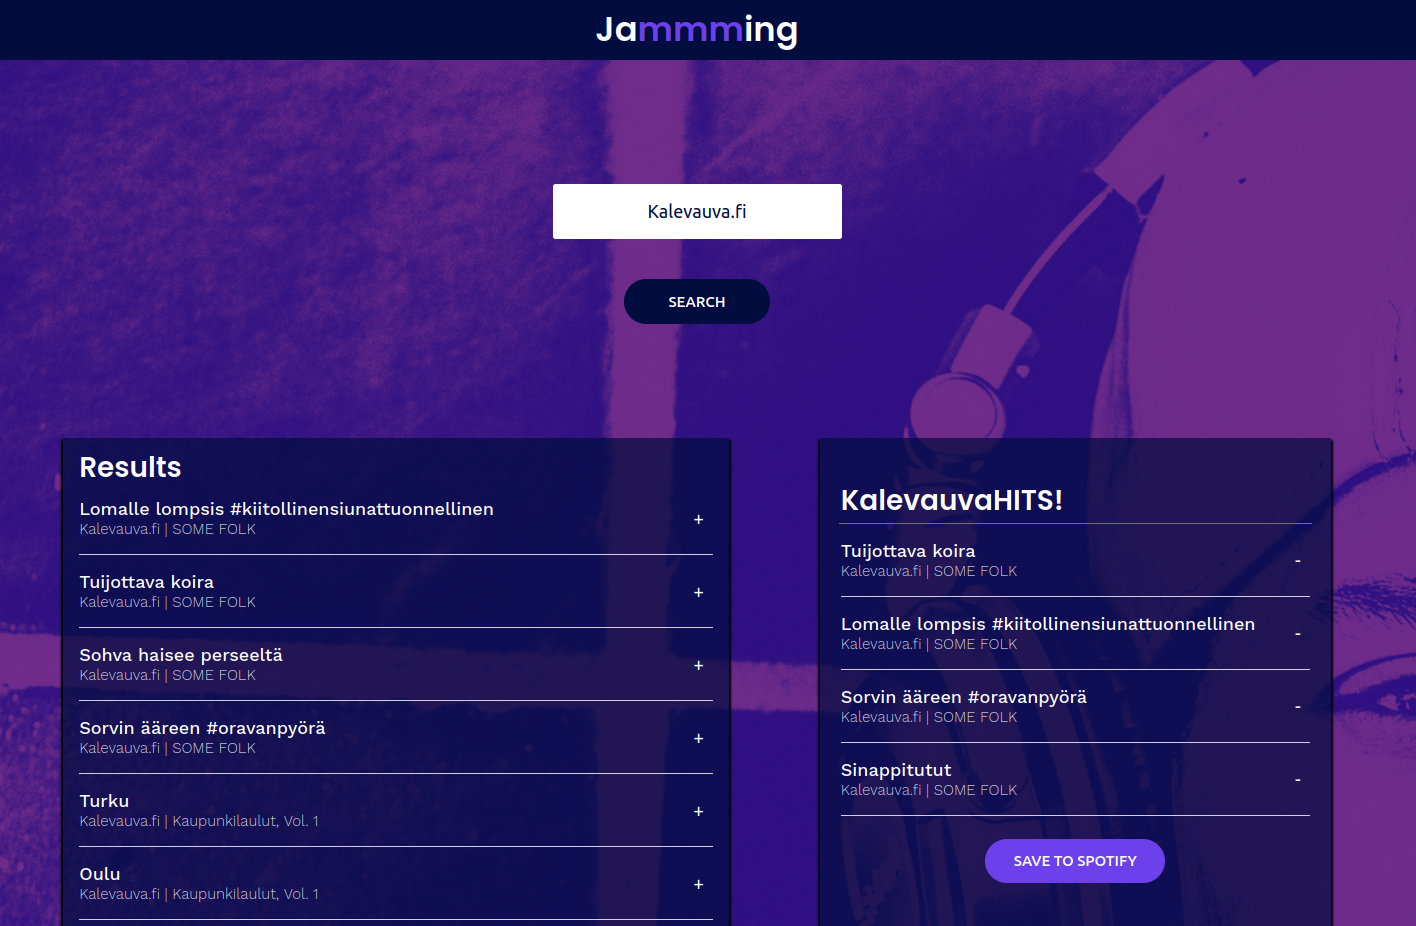 Jammming
Kalevauva.fi
SEARCH
Results
Lomalle lompsis #kiitollinensiunattuonnellinen
Kalevauva.fi | SOME FOLK
+
Tuijottava koira
Kalevauva.fi | SOME FOLK
+
Sohva haisee perseeltä
Kalevauva.fi | SOME FOLK
+
Sorvin ääreen #oravanpyörä
Kalevauva.fi | SOME FOLK
+
Turku
Kalevauva.fi | Kaupunkilaulut, Vol. 1
+
Oulu
Kalevauva.fi | Kaupunkilaulut, Vol. 1
+
KalevauvaHITS!
Tuijottava koira
Kalevauva.fi | SOME FOLK
-
Lomalle lompsis #kiitollinensiunattuonnellinen
Kalevauva.fi | SOME FOLK
-
Sorvin ääreen #oravanpyörä
Kalevauva.fi | SOME FOLK
-
Sinappitutut
Kalevauva.fi | SOME FOLK
-
SAVE TO SPOTIFY